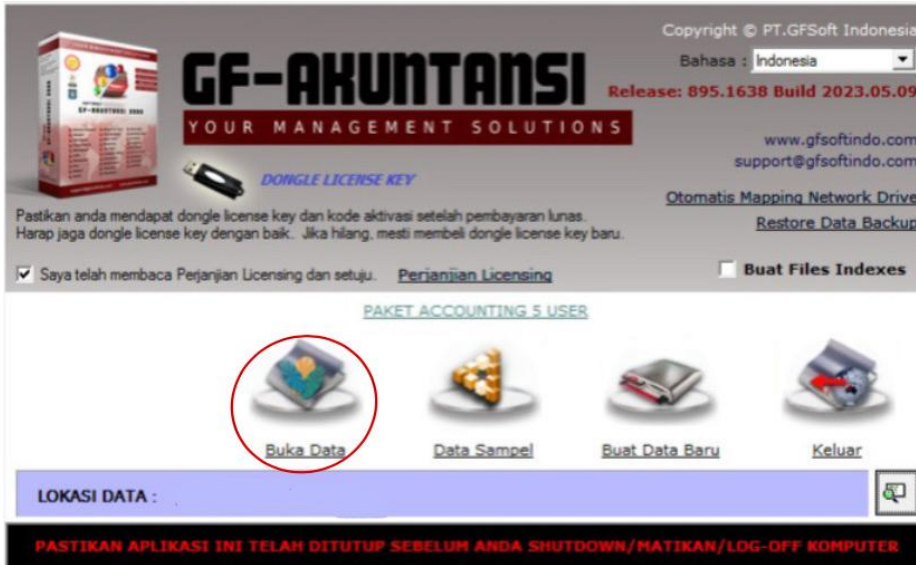 Copyright © PT.GFSoft Indonesia
Bahasa : Indonesia
GF-AKUNTANSI
Release: 895.1638 Build 2023.05.09
YOUR MANAGEMENT SOLUTIONS
www.gfsoftindo.com
support@gfsoftindo.com
DONGLE LICENSE KEY
Otomatis Mapping Network Drive
Pastikan anda mendapat dongle license key dan kode aktivasi setelah pembayaran lunas.
Restore Data Backup
Harap jaga dongle license key dengan baik. Jika hilang, mesti membeli dongle license key baru.
Saya telah membaca Perjanjian Licensing dan setuju. Perjanjian Licensing
Buat Files Indexes
PAKET ACCOUNTING 5 USER
Buka Data Data Sampel Buat Data Baru Keluar
LOKASI DATA :
PASTIKAN APLIKASI INI TELAH DITUTUP SEBELUM ANDA SHUTDOWN/MATIKAN/LOG-OFF KOMPUTER